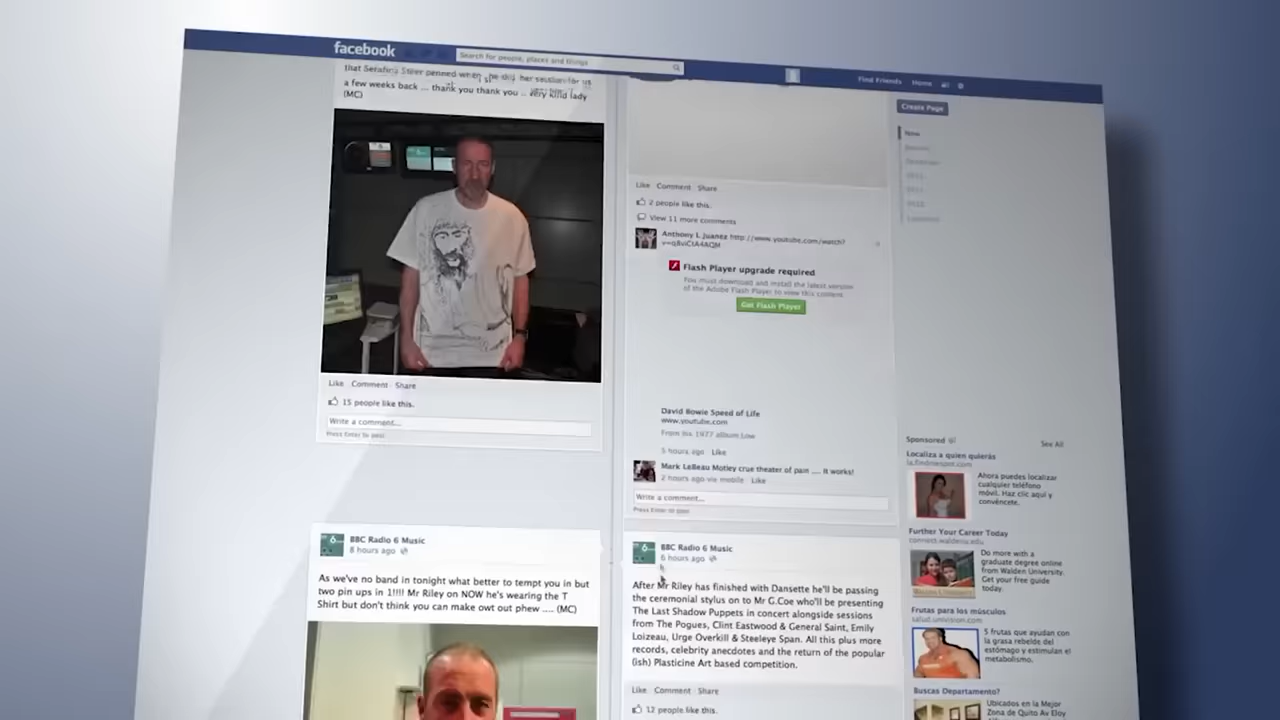 facebook
Search for people, places and things
Find Friends Home
that Serafina Steer penned when she did her session for us
a few weeks back ... thank you thank you .. very kind lady
(MC)
Like Comment Share
15 people like this.
Write a comment...
Press Enter to post
BBC Radio 6 Music
8 hours ago
As we've no band in tonight what better to tempt you in but
two pin ups in 1!!!! Mr Riley on NOW he's wearing the T
Shirt but don't think you can make owt out phew .... (MC)
Like Comment Share
2 people like this.
View 11 more comments
Anthony L Juanez http://www.youtube.com/watch?
Flash Player upgrade required
You must download and install the latest version
of the Adobe Flash Player to view this content.
Get Flash Player
David Bowie Speed of Life
www.youtube.com
From his 1977 album Low
5 hours ago Like
Mark LaBeau Motley crue theater of pain .... It works!
2 hours ago via mobile Like
Write a comment...
Press Enter to post
BBC Radio 6 Music
6 hours ago
After Mr Riley has finished with Dansette he'll be passing
the ceremonial stylus on to Mr G.Coe who'll be presenting
The Last Shadow Puppets in concert alongside sessions
from The Pogues, Clint Eastwood & General Saint, Emily
Loizeau, Urge Overkill & Steeleye Span. All this plus more
records, celebrity anecdotes and the return of the popular
(ish) Plasticine Art based competition.
Like Comment Share
12 people like this.
Create Page
Now
Sponsored
See All
Localiza a quien quierás
la.findmespot.com
Ahora puedes localizar
cualquier teléfono
móvil. Haz clic aquí y
convéncete.
Further Your Career Today
connect.waldenu.edu
Do more with a
graduate degree online
from Walden University.
Get your free guide
today.
Frutas para los músculos
salud.univision.com
5 frutas que ayudan con
la grasa rebelde del
estómago y estimulan el
metabolismo.
Buscas Departamento?
Ubicados en la Mejor
Zona de Quito Av Eloy